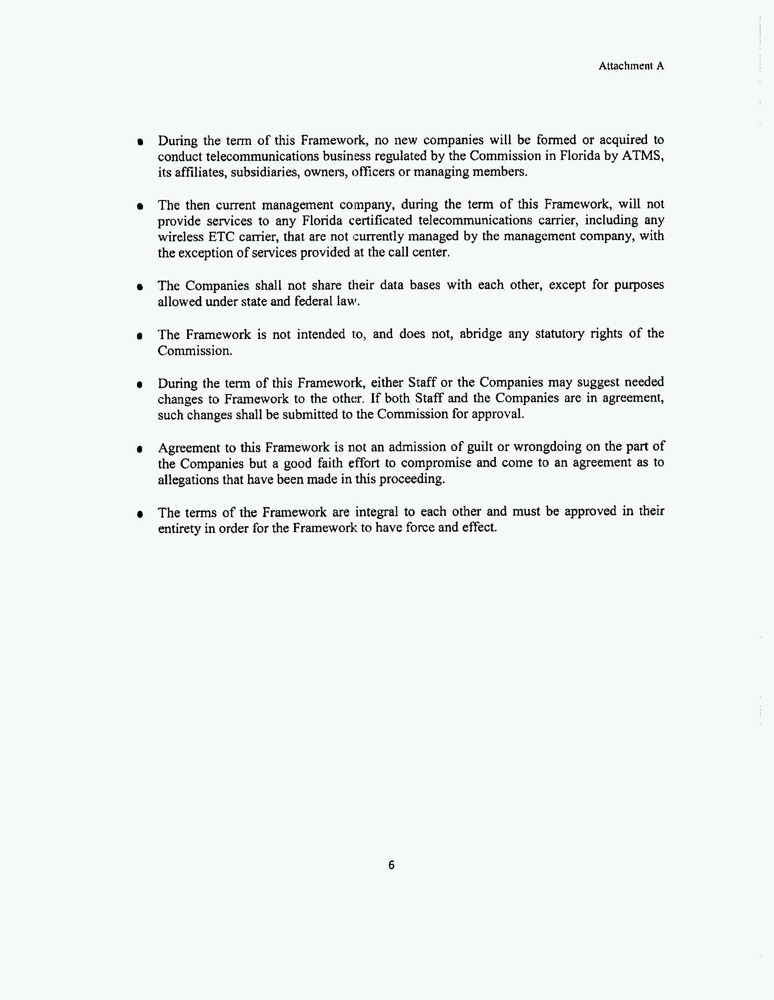 Attachment A
• During the term of this Framework, no new companies will be formed or acquired to
conduct telecommunications business regulated by the Commission in Florida by ATMS,
its affiliates, subsidiaries, owners, officers or managing members.
• The then current management company, during the term of this Framework, will not
provide services to any Florida certificated telecommunications carrier, including any
wireless ETC carrier, that are not currently managed by the management company, with
the exception of services provided at the call center.
• The Companies shall not share their data bases with each other, except for purposes
allowed under state and federal law.
• The Framework is not intended to, and does not, abridge any statutory rights of the
Commission.
• During the term of this Framework, either Staff or the Companies may suggest needed
changes to Framework to the other. If both Staff and the Companies are in agreement,
such changes shall be submitted to the Commission for approval.
• Agreement to this Framework is not an admission of guilt or wrongdoing on the part of
the Companies but a good faith effort to compromise and come to an agreement as to
allegations that have been made in this proceeding.
• The terms of the Framework are integral to each other and must be approved in their
entirety in order for the Framework to have force and effect.
6